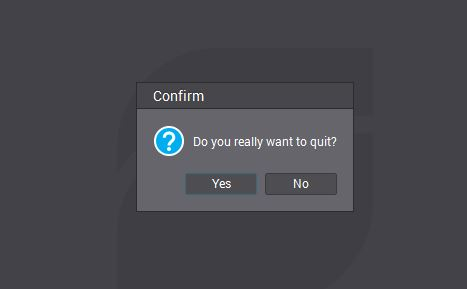 Confirm
Do you really want to quit?
Yes
No